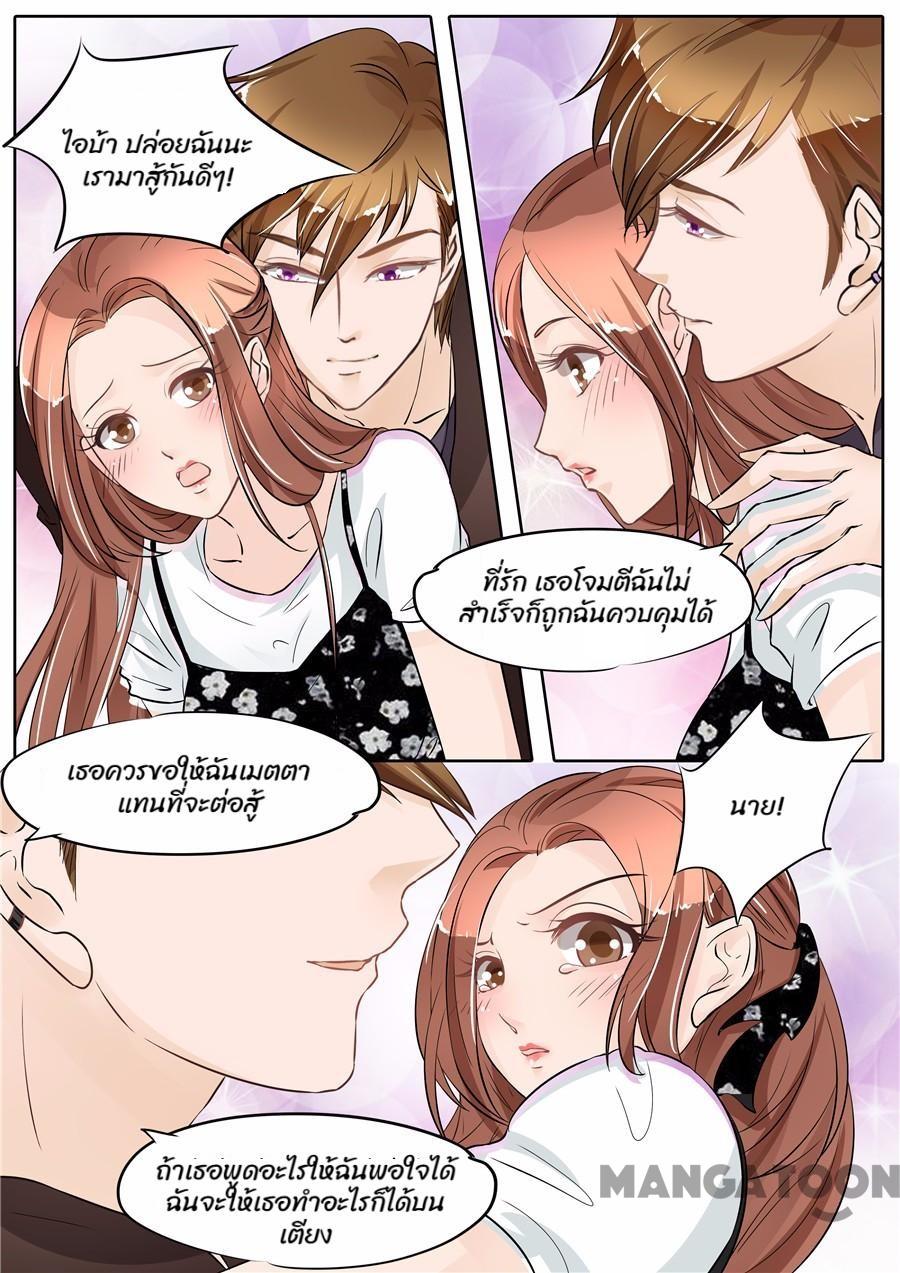 ไอบ้า ปล่อยฉันนะ
เรามาสู้กันดีๆ!
ที่รัก เธอโจมตีฉันไม่
สำเร็จก็ถูกฉันควบคุมได้
เธอควรขอให้ฉันเมตตา
แทนที่จะต่อสู้
นาย!
ถ้าเธอพูดอะไรให้ฉันพอใจได้
ฉันจะให้เธอทำอะไรก็ได้บน
เตียง
MANGATOON